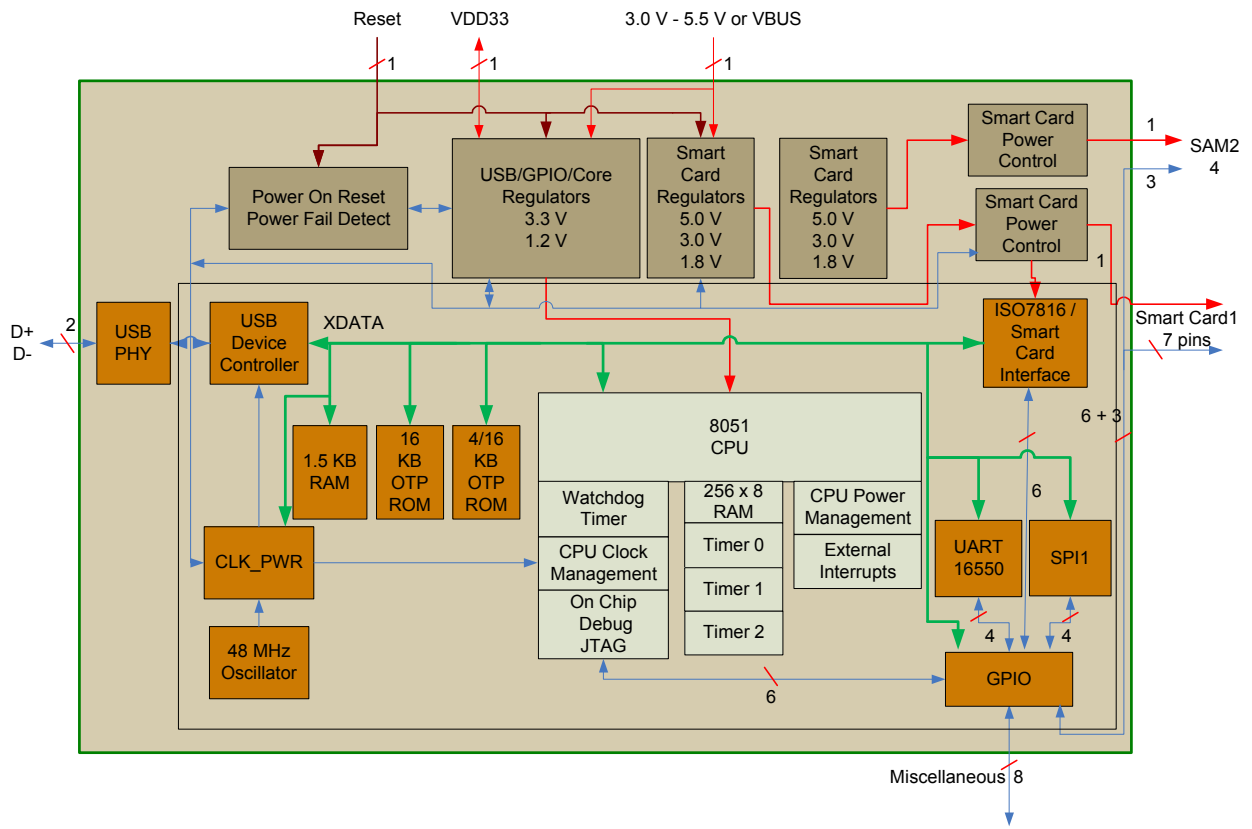 Reset
VDD33
3.0 V - 5.5 V or VBUS
1
1
1
Smart Card
Power
Control
1
SAM2
4
3
Power On Reset
Power Fail Detect
USB/GPIO/Core
Regulators
3.3 V
1.2 V
Smart
Card
Regulators
5.0 V
3.0 V
1.8 V
Smart
Card
Regulators
5.0 V
3.0 V
1.8 V
Smart Card
Power
Control
1
D+
D-
2
USB
PHY
USB
Device
Controller
XDATA
ISO7816 /
Smart
Card
Interface
Smart Card1
7 pins
1.5 KB
RAM
16
KB
OTP
ROM
4/16
KB
OTP
ROM
8051
CPU
6 + 3
Watchdog
Timer
256 x 8
RAM
CPU Power
Management
6
CLK_PWR
CPU Clock
Management
Timer 0
External
Interrupts
UART
16550
SPI1
On Chip
Debug
JTAG
Timer 1
Timer 2
4
4
48 MHz
Oscillator
6
GPIO
Miscellaneous
8